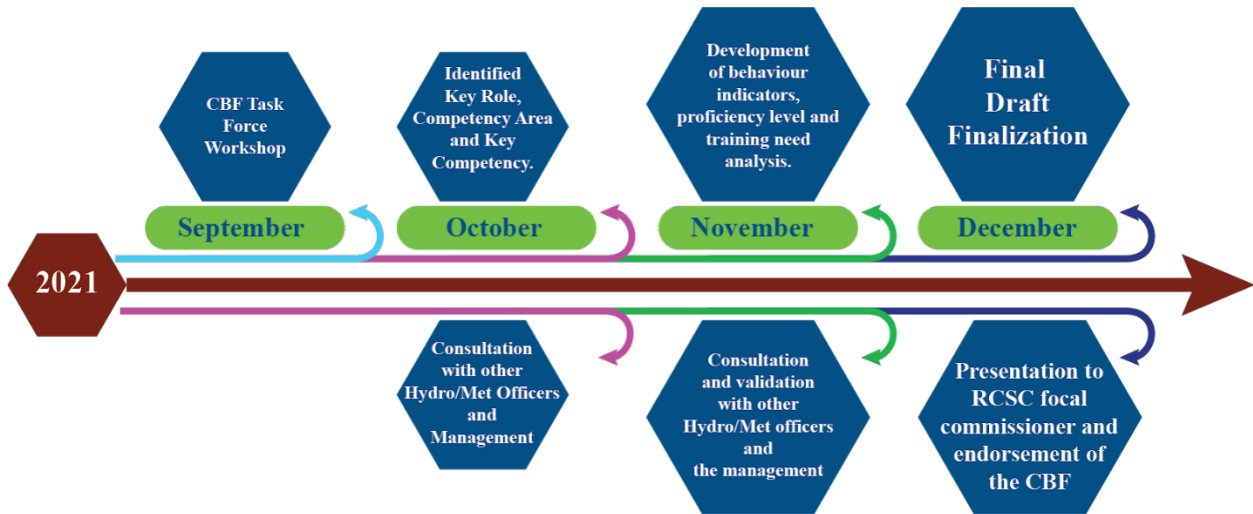 CBF Task
Force
Workshop
Identified
Key Role,
Competency Area
and Key
Competency.
Development
of behaviour
indicators,
proficiency level and
training need
analysis.
Final
Draft
Finalization
September
October
November
December
2021
Consultation
with other
Hydro/Met Officers
and
Management
Consultation
and validation
with other
Hydro/Met officers
and
the management
Presentation to
RCSC focal
commissioner and
endorsement of
the CBF